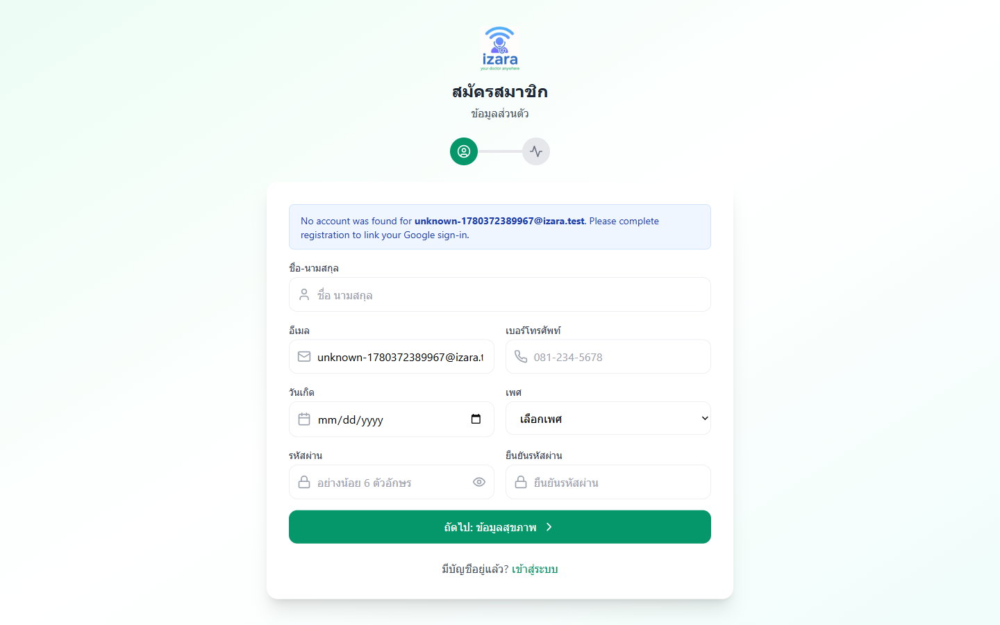 izara
your doctor anywhere
สมัครสมาชิก
ข้อมูลส่วนตัว
No account was found for unknown-1780372389967@izara.test. Please complete
registration to link your Google sign-in.
ชื่อ-นามสกุล
ชื่อ นามสกุล
อีเมล
เบอร์โทรศัพท์
unknown-1780372389967@izara.t
081-234-5678
วันเกิด
เพศ
mm/dd/yyyy
เลือกเพศ
รหัสผ่าน
ยืนยันรหัสผ่าน
อย่างน้อย 6 ตัวอักษร
ยืนยันรหัสผ่าน
ถัดไป: ข้อมูลสุขภาพ
มีบัญชีอยู่แล้ว? เข้าสู่ระบบ